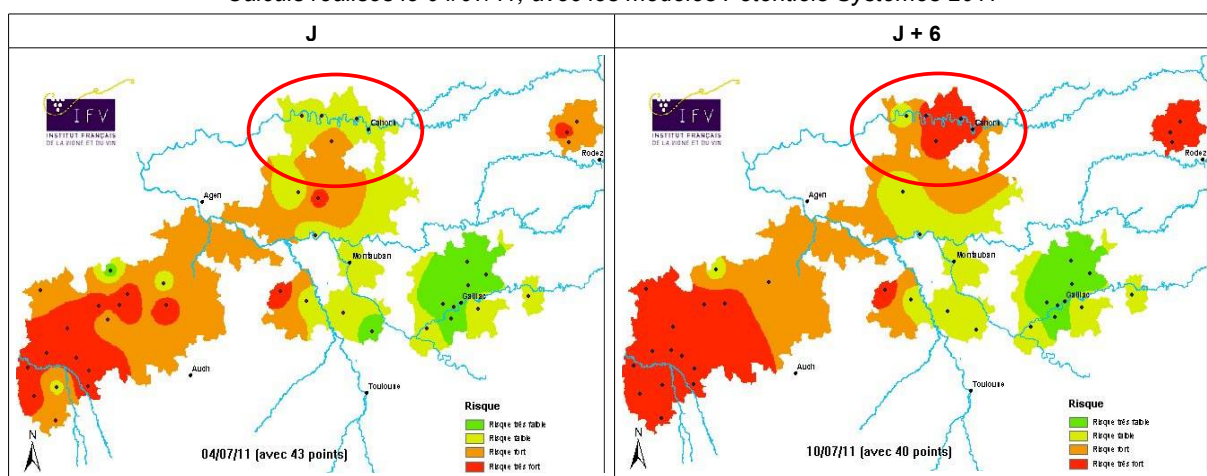 J
J + 6
IFV
INSTITUT FRANÇAIS
DE LA VIGNE ET DU VIN
Cahors
Rodez
Agen
Montauban
Gaillac
Auch
Toulouse
N
04/07/11 (avec 43 points)
Risque
Risque très faible
Risque faible
Risque fort
Risque très fort
IFV
INSTITUT FRANÇAIS
DE LA VIGNE ET DU VIN
Cahors
Rodez
Agen
Montauban
Gaillac
Auch
Toulouse
N
10/07/11 (avec 40 points)
Risque
Risque très faible
Risque faible
Risque fort
Risque très fort